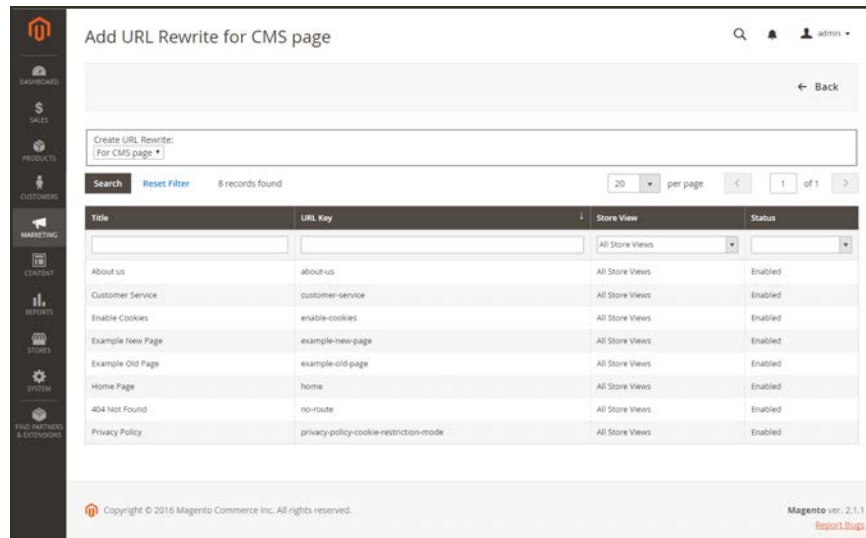 Add URL Rewrite for CMS page
admin
← Back
DASHBOARD
SALES
PRODUCTS
CUSTOMERS
MARKETING
CONTENT
REPORTS
STORES
SYSTEM
FIND PARTNERS
& EXTENSIONS
Create URL Rewrite:
For CMS page
Search Reset Filter 8 records found 20 per page 1 of 1
Title URL Key ↓ Store View Status
All Store Views
About us about-us All Store Views Enabled
Customer Service customer-service All Store Views Enabled
Enable Cookies enable-cookies All Store Views Enabled
Example New Page example-new-page All Store Views Enabled
Example Old Page example-old-page All Store Views Enabled
Home Page home All Store Views Enabled
404 Not Found no-route All Store Views Enabled
Privacy Policy privacy-policy-cookie-restriction-mode All Store Views Enabled
Copyright © 2016 Magento Commerce Inc. All rights reserved. Magento ver. 2.1.1
Report Bugs